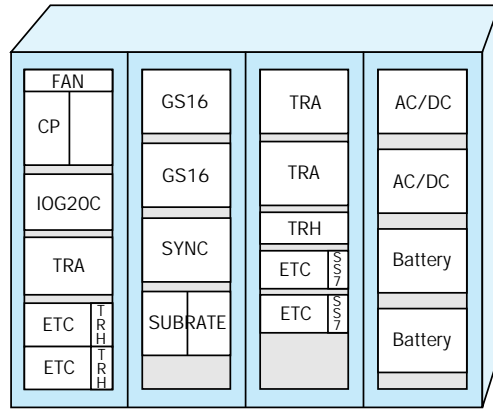 FAN
CP
IOG20C
TRA
ETC
TRH
ETC
TRH
GS16
GS16
SYNC
SUBRATE
TRA
TRA
TRH
ETC
SS7
ETC
SS7
AC/DC
AC/DC
Battery
Battery